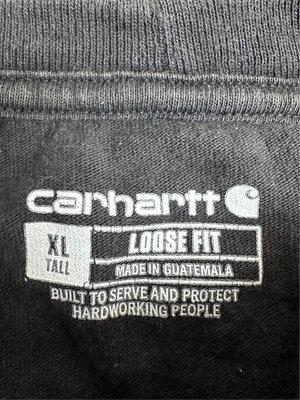 carhartt
XL
TALL
LOOSE FIT
MADE IN GUATEMALA
BUILT TO SERVE AND PROTECT
HARDWORKING PEOPLE